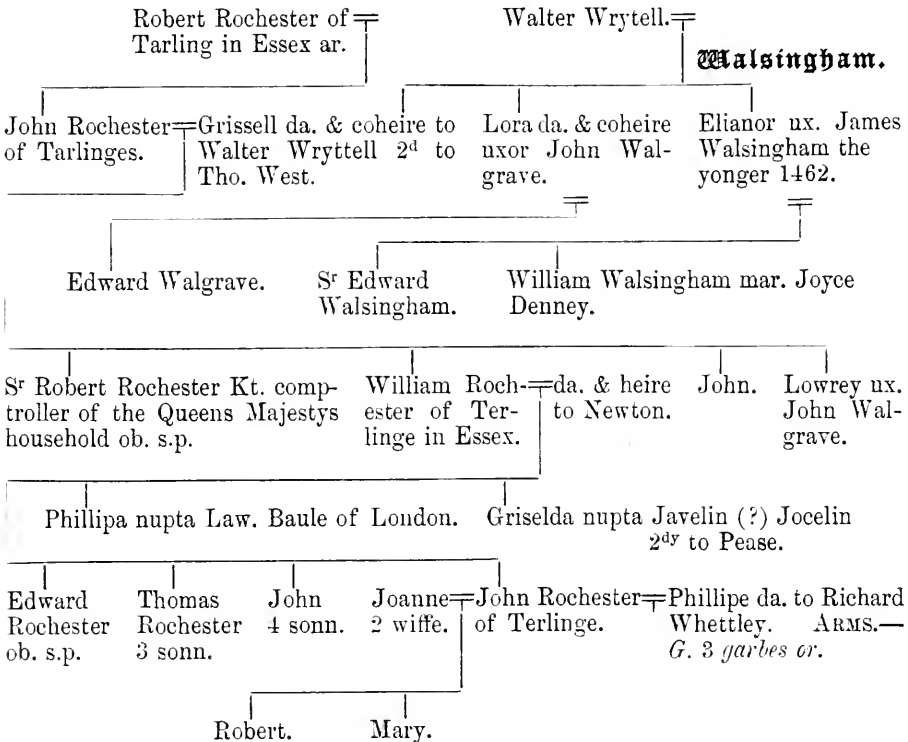 Robert Rochester of
Tarling in Essex ar.
Walter Wrytell.
Walsingham.
John Rochester
of Tarlinges.
Grissell da. & coheire to
Walter Wryttell 2d to
Tho. West.
Lora da. & coheire
uxor John Wal-
grave.
Elianor ux. James
Walsingham the
yonger 1462.
Edward Walgrave.
Sr Edward
Walsingham.
William Walsingham mar. Joyce
Denney.
Sr Robert Rochester Kt. comp-
troller of the Queens Majestys
household ob. s.p.
William Roch-
ester of Ter-
linge in Essex.
da. & heire
to Newton.
John.
Lowrey ux.
John Wal-
grave.
Phillipa nupta Law. Baule of London.
Griselda nupta Javelin (?) Jocelin
2dy to Pease.
Edward
Rochester
ob. s.p.
Thomas
Rochester
3 sonn.
John
4 sonn.
Joanne
2 wiffe.
John Rochester
of Terlinge.
Phillipe da. to Richard
Whettley. ARMS.—
G. 3 garbes or.
Robert.
Mary.